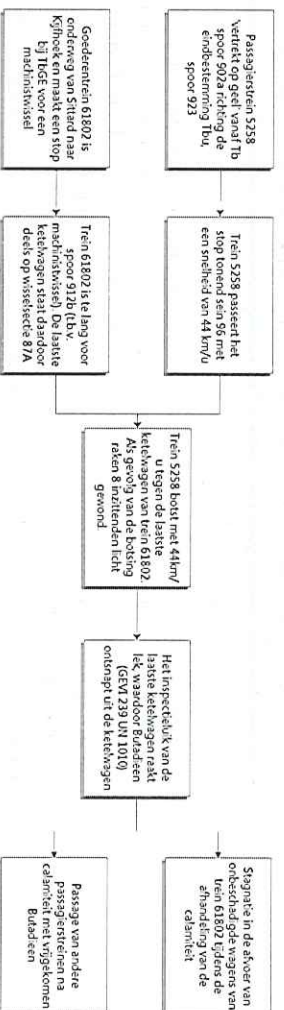 Passagierstrein 5258
vertrekt op geel vanaf Tb
spoor 902a richting de
eindbestemming Tbu,
spoor 923
Trein 5258 passeert het
stop tonend sein 96 met
een snelheid van 44 km/u
Goederentrein 61802 is
onderweg van Sittard naar
Kijfhoek en maakt een stop
bij TbGE voor een
machinistwissel
Trein 61802 is te lang voor
spoor 912b (t.b.v.
machinistwissel). De laatste
ketelwagen staat daardoor
deels op wisselsectie 87A
Trein 5258 botst met 44km/
u tegen de laatste
ketelwagen van trein 61802.
Als gevolg van de botsing
raken 8 inzittenden licht
gewond.
Het inspectieluik van de
laatste ketelwagen raakt
lek, waardoor Butadieen
(GEVI 239 UN 1010)
ontsnapt uit de ketelwagen
Stagnatie in de afvoer van
onbeschadigde wagens van
trein 61802 tijdens de
afhandeling van de
calamiteit
Passage van andere
passagierstreinen na
calamiteit met vrijgekomen
Butadieen